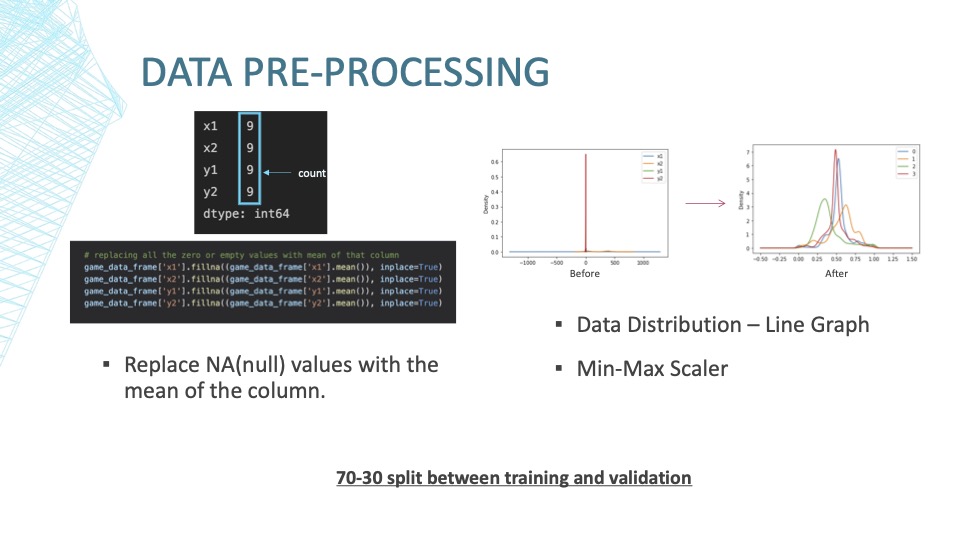 DATA PRE-PROCESSING
x1 9
x2 9
y1 9
y2 9
count
dtype: int64
# replacing all the zero or empty values with mean of that column
game_data_frame['x1'].fillna((game_data_frame['x1'].mean()), inplace=True)
game_data_frame['x2'].fillna((game_data_frame['x2'].mean()), inplace=True)
game_data_frame['y1'].fillna((game_data_frame['y1'].mean()), inplace=True)
game_data_frame['y2'].fillna((game_data_frame['y2'].mean()), inplace=True)
▪ Replace NA(null) values with the
mean of the column.
Density
0.6
0.5
0.4
0.3
0.2
0.1
0.0
-1000 -500 0 500 1000
x1
x2
y1
y2
Before
Density
7
6
5
4
3
2
1
0
-0.50 -0.25 0.00 0.25 0.50 0.75 1.00 1.25 1.50
0
1
2
3
After
▪ Data Distribution – Line Graph
▪ Min-Max Scaler
70-30 split between training and validation